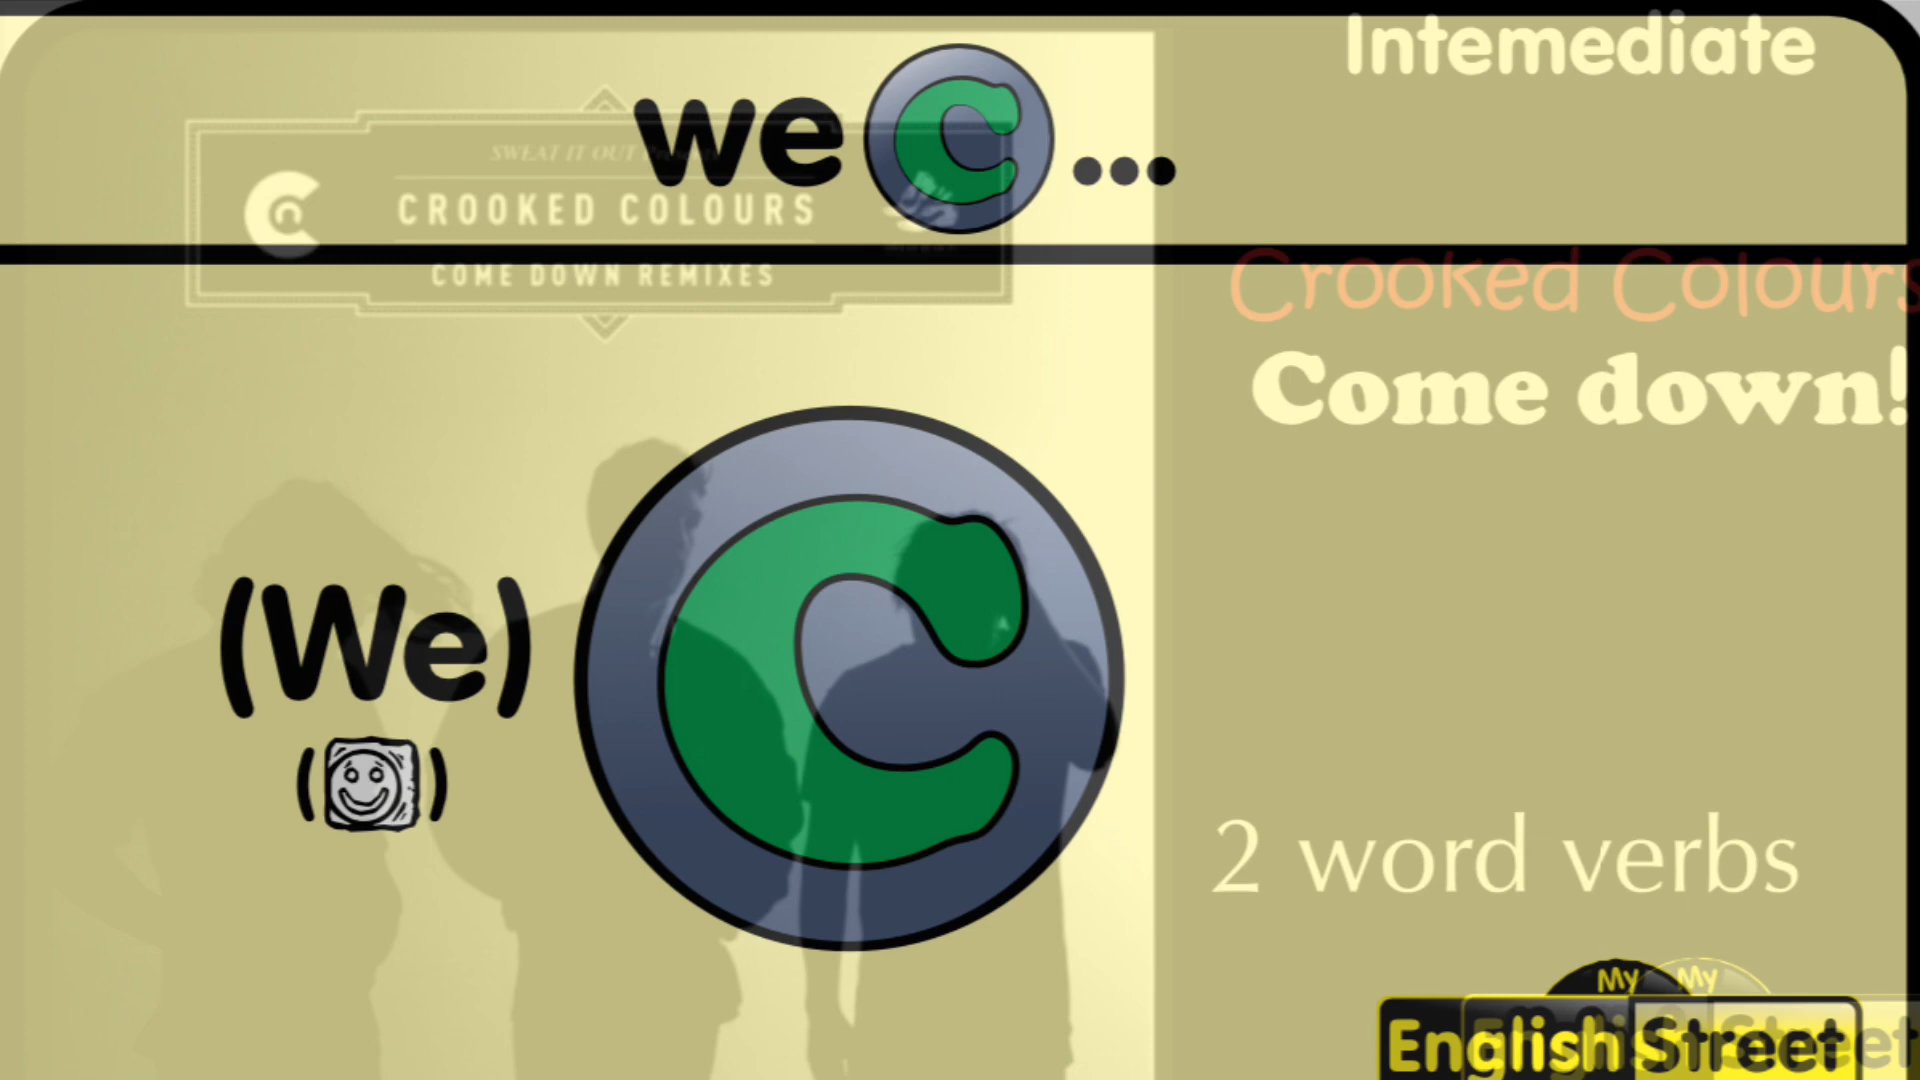 Intemediate
we C...
SWEAT IT OUT Presents
CROOKED COLOURS
COME DOWN REMIXES
Crooked Colours
Come down!
(We) C
2 word verbs
My My
English Street